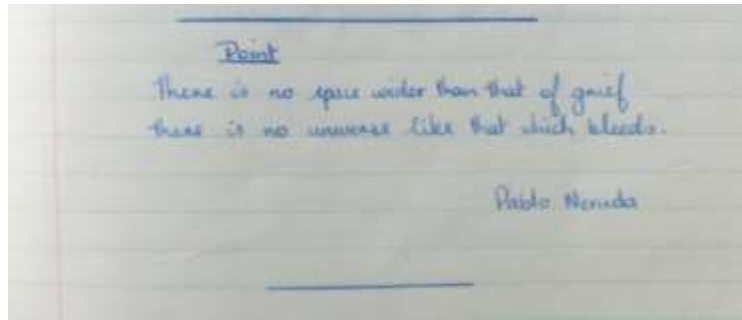 Point
There is no space wider than that of grief
there is no universe like that which bleeds.
Pablo Neruda